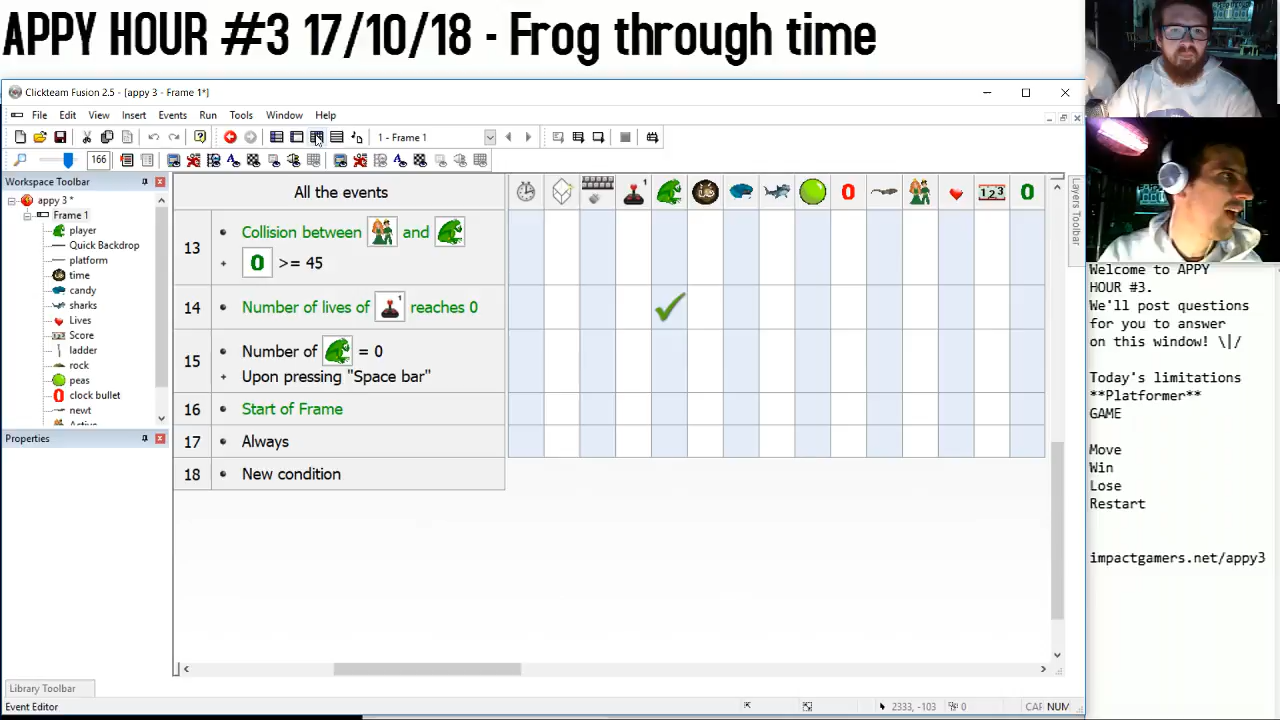 APPY HOUR #3 17/10/18 - Frog through time
Clickteam Fusion 2.5 - [appy 3 - Frame 1*]
File Edit View Insert Events Run Tools Window Help
1 - Frame 1
166
Workspace Toolbar
appy 3 *
Frame 1
player
Quick Backdrop
platform
time
candy
sharks
Lives
Score
ladder
rock
peas
clock bullet
newt
Properties
Library Toolbar
Event Editor
All the events
13 Collision between and
0 >= 45
14 Number of lives of reaches 0
15 Number of = 0
+ Upon pressing "Space bar"
16 Start of Frame
17 Always
18 New condition
Layers Toolbar
2333, -103
0
CAF NUM
Welcome to APPY
HOUR #3.
We'll post questions
for you to answer
on this window! \|/
Today's limitations
**Platformer**
GAME
Move
Win
Lose
Restart
impactgamers.net/appy3